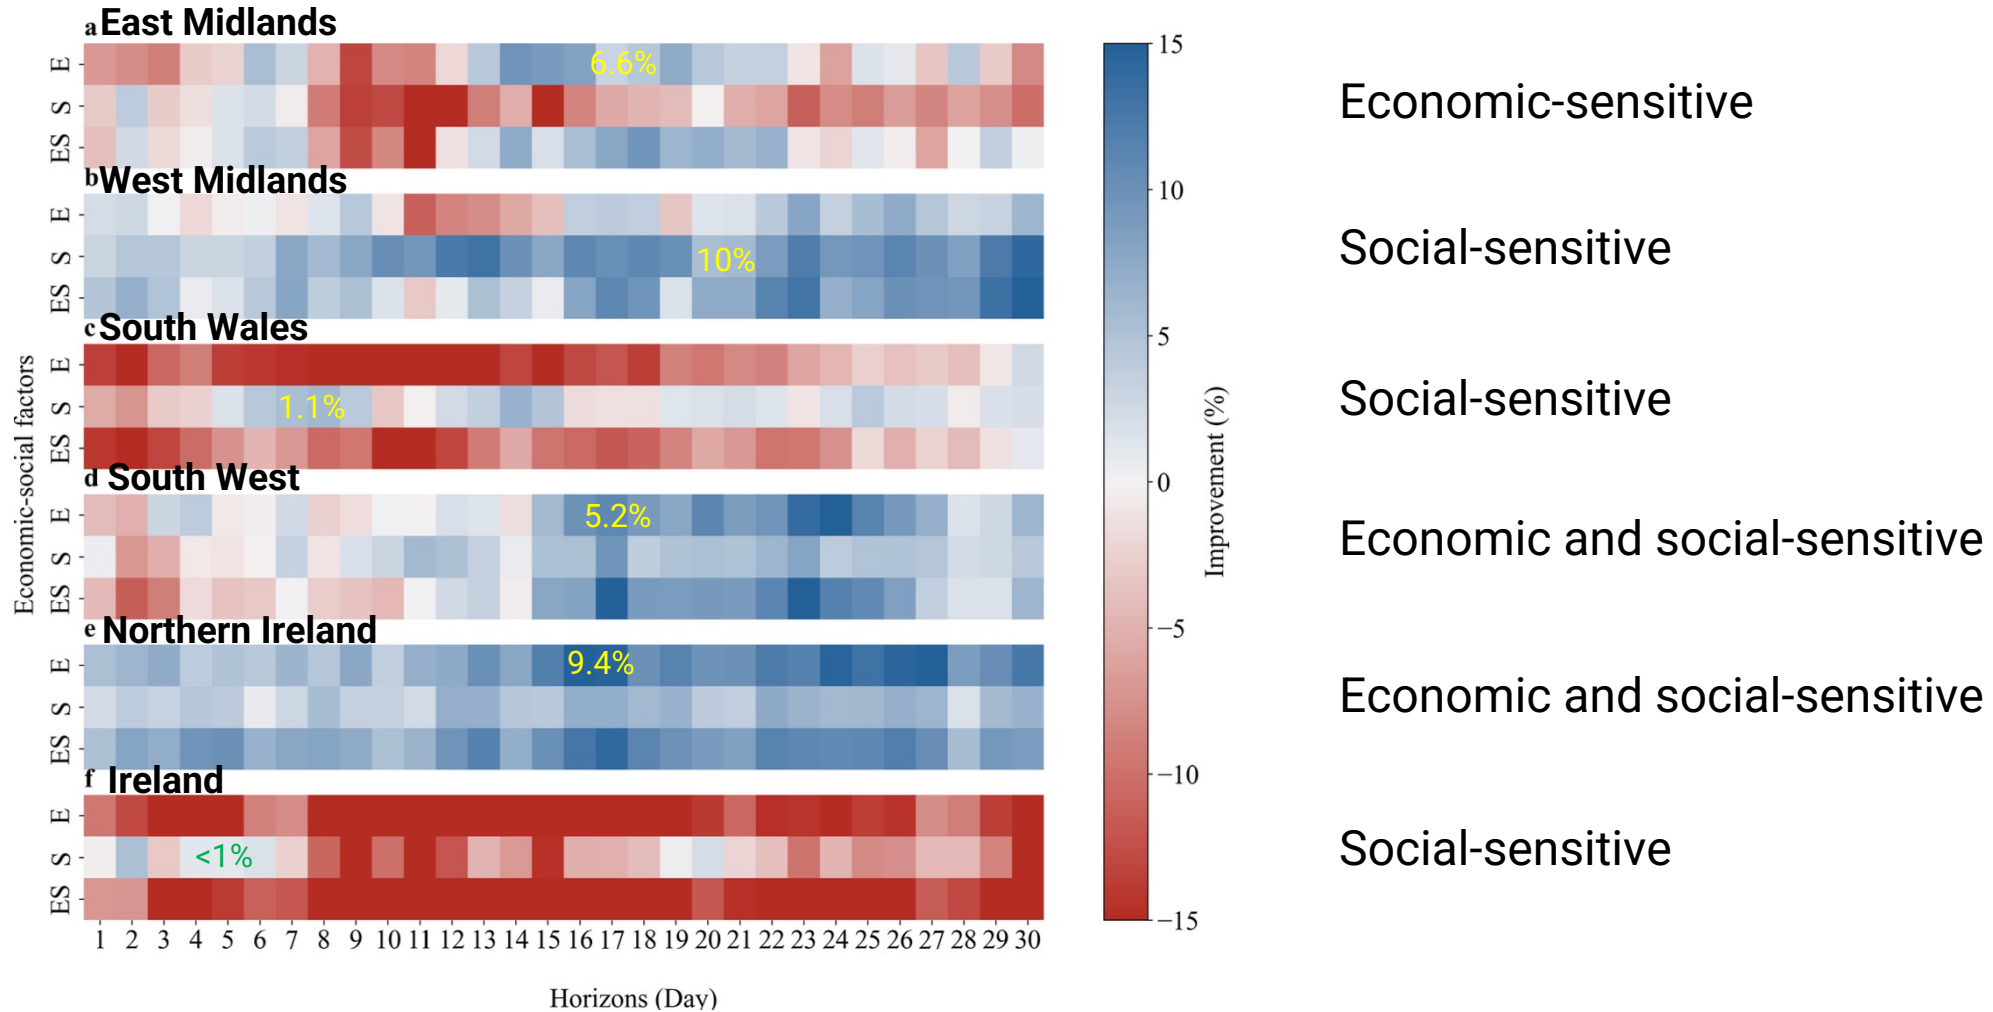 a East Midlands
E
6.6%
S
ES
Economic-sensitive
b West Midlands
E
S
10%
ES
Social-sensitive
c South Wales
E
S
1.1%
ES
Social-sensitive
d South West
E
5.2%
S
ES
Economic and social-sensitive
e Northern Ireland
E
9.4%
S
ES
Economic and social-sensitive
f Ireland
E
S
<1%
ES
Social-sensitive
Economic-social factors
1 2 3 4 5 6 7 8 9 10 11 12 13 14 15 16 17 18 19 20 21 22 23 24 25 26 27 28 29 30
Horizons (Day)
15
10
5
0
−5
−10
−15
Improvement (%)